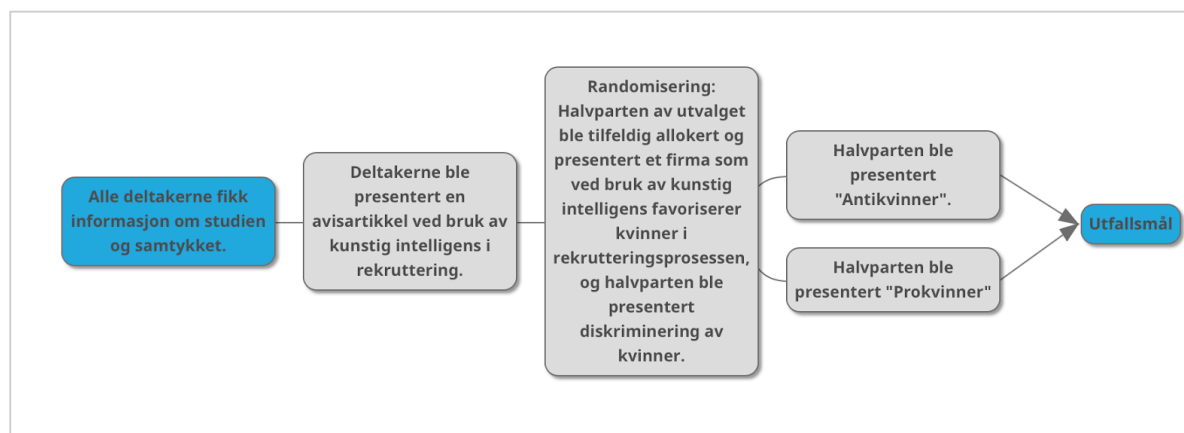 Alle deltakerne fikk
informasjon om studien
og samtykket.
Deltakerne ble
presentert en
avisartikkel ved bruk av
kunstig intelligens i
rekruttering.
Randomisering:
Halvparten av utvalget
ble tilfeldig allokert og
presentert et firma som
ved bruk av kunstig
intelligens favoriserer
kvinner i
rekrutteringsprosessen,
og halvparten ble
presentert
diskriminering av
kvinner.
Halvparten ble
presentert
"Antikvinner".
Halvparten ble
presentert "Prokvinner"
Utfallsmål